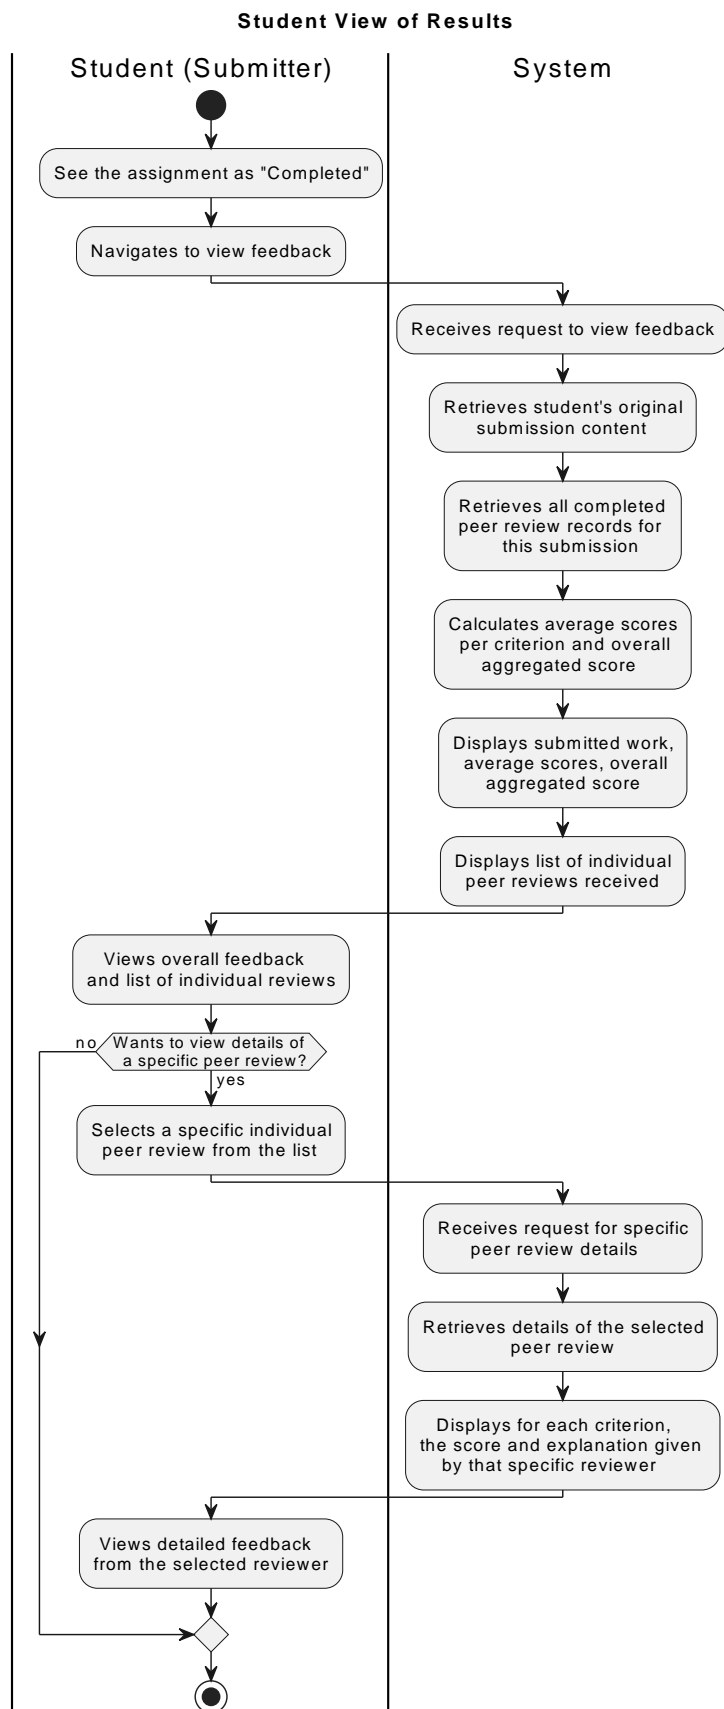 Student View of Results
Student (Submitter)
System
See the assignment as "Completed"
Navigates to view feedback
Receives request to view feedback
Retrieves student's original
submission content
Retrieves all completed
peer review records for
this submission
Calculates average scores
per criterion and overall
aggregated score
Displays submitted work,
average scores, overall
aggregated score
Displays list of individual
peer reviews received
Views overall feedback
and list of individual reviews
no
Wants to view details of
a specific peer review?
yes
Selects a specific individual
peer review from the list
Receives request for specific
peer review details
Retrieves details of the selected
peer review
Displays for each criterion,
the score and explanation given
by that specific reviewer
Views detailed feedback
from the selected reviewer